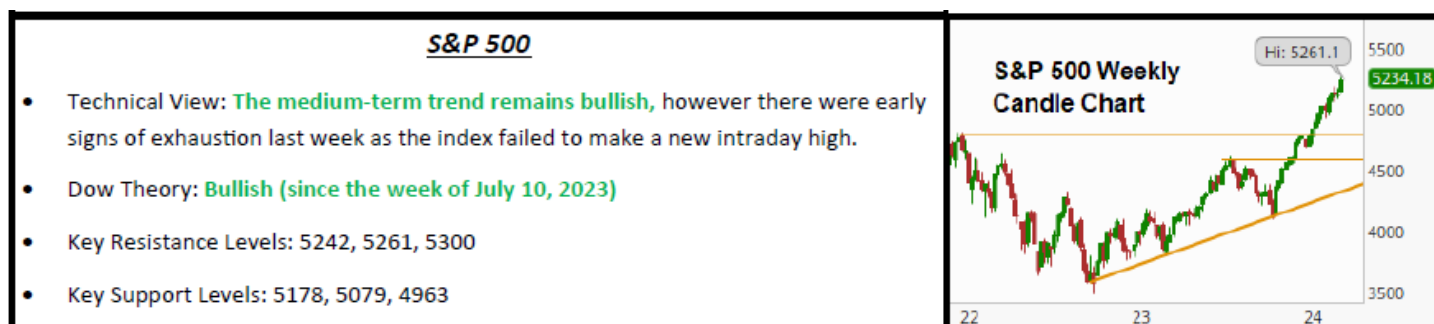 S&P 500
• Technical View: The medium-term trend remains bullish, however there were early
signs of exhaustion last week as the index failed to make a new intraday high.
• Dow Theory: Bullish (since the week of July 10, 2023)
• Key Resistance Levels: 5242, 5261, 5300
• Key Support Levels: 5178, 5079, 4963
S&P 500 Weekly
Candle Chart
Hi: 5261.1
5500
5234.18
5000
4500
4000
3500
22
23
24